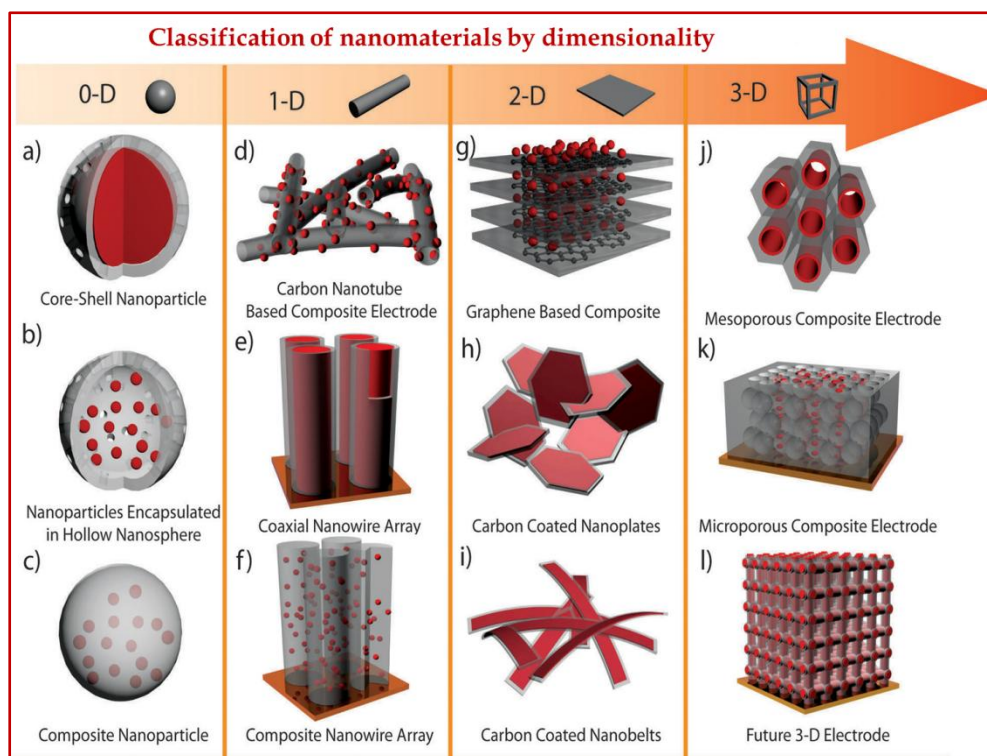 Classification of nanomaterials by dimensionality
0-D
1-D
2-D
3-D
a)
Core-Shell Nanoparticle
b)
Nanoparticles Encapsulated
in Hollow Nanosphere
c)
Composite Nanoparticle
d)
Carbon Nanotube
Based Composite Electrode
e)
Coaxial Nanowire Array
f)
Composite Nanowire Array
g)
Graphene Based Composite
h)
Carbon Coated Nanoplates
i)
Carbon Coated Nanobelts
j)
Mesoporous Composite Electrode
k)
Microporous Composite Electrode
l)
Future 3-D Electrode